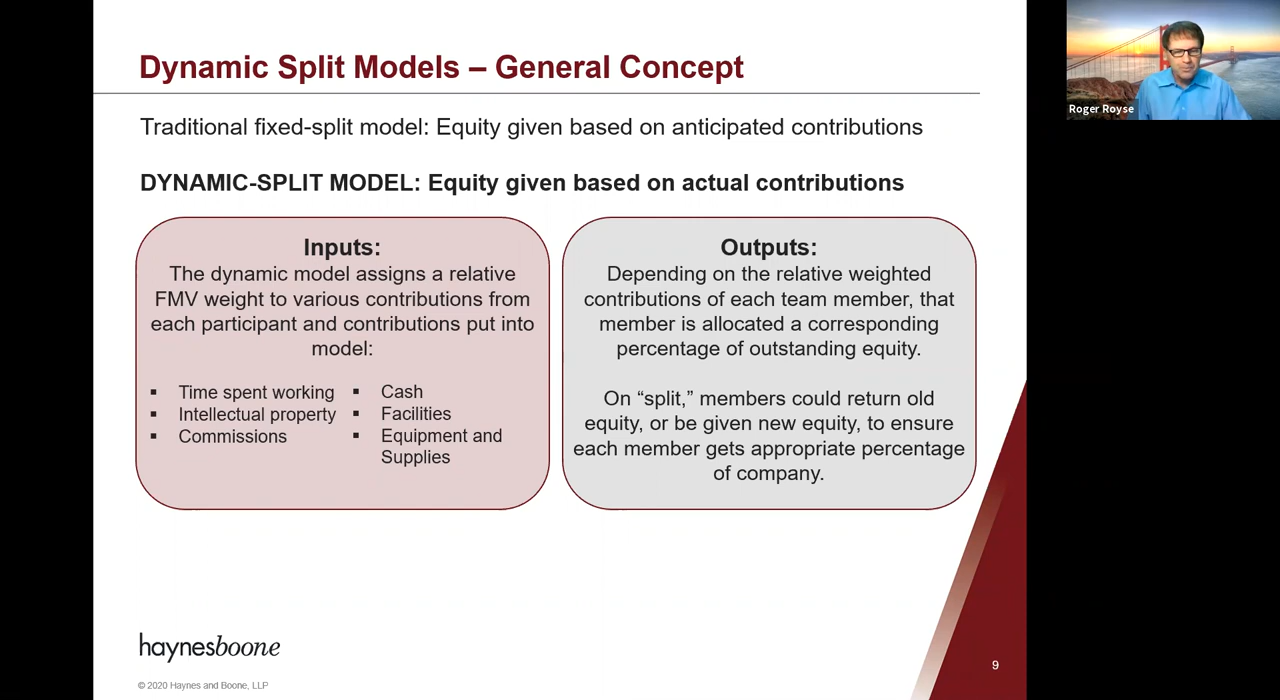 Dynamic Split Models – General Concept
Traditional fixed-split model: Equity given based on anticipated contributions
DYNAMIC-SPLIT MODEL: Equity given based on actual contributions
Inputs:
The dynamic model assigns a relative
FMV weight to various contributions from
each participant and contributions put into
model:
▪ Time spent working
▪ Intellectual property
▪ Commissions
▪ Cash
▪ Facilities
▪ Equipment and
Supplies
Outputs:
Depending on the relative weighted
contributions of each team member, that
member is allocated a corresponding
percentage of outstanding equity.
On “split,” members could return old
equity, or be given new equity, to ensure
each member gets appropriate percentage
of company.
haynesboone
© 2020 Haynes and Boone, LLP
9
Roger Royse